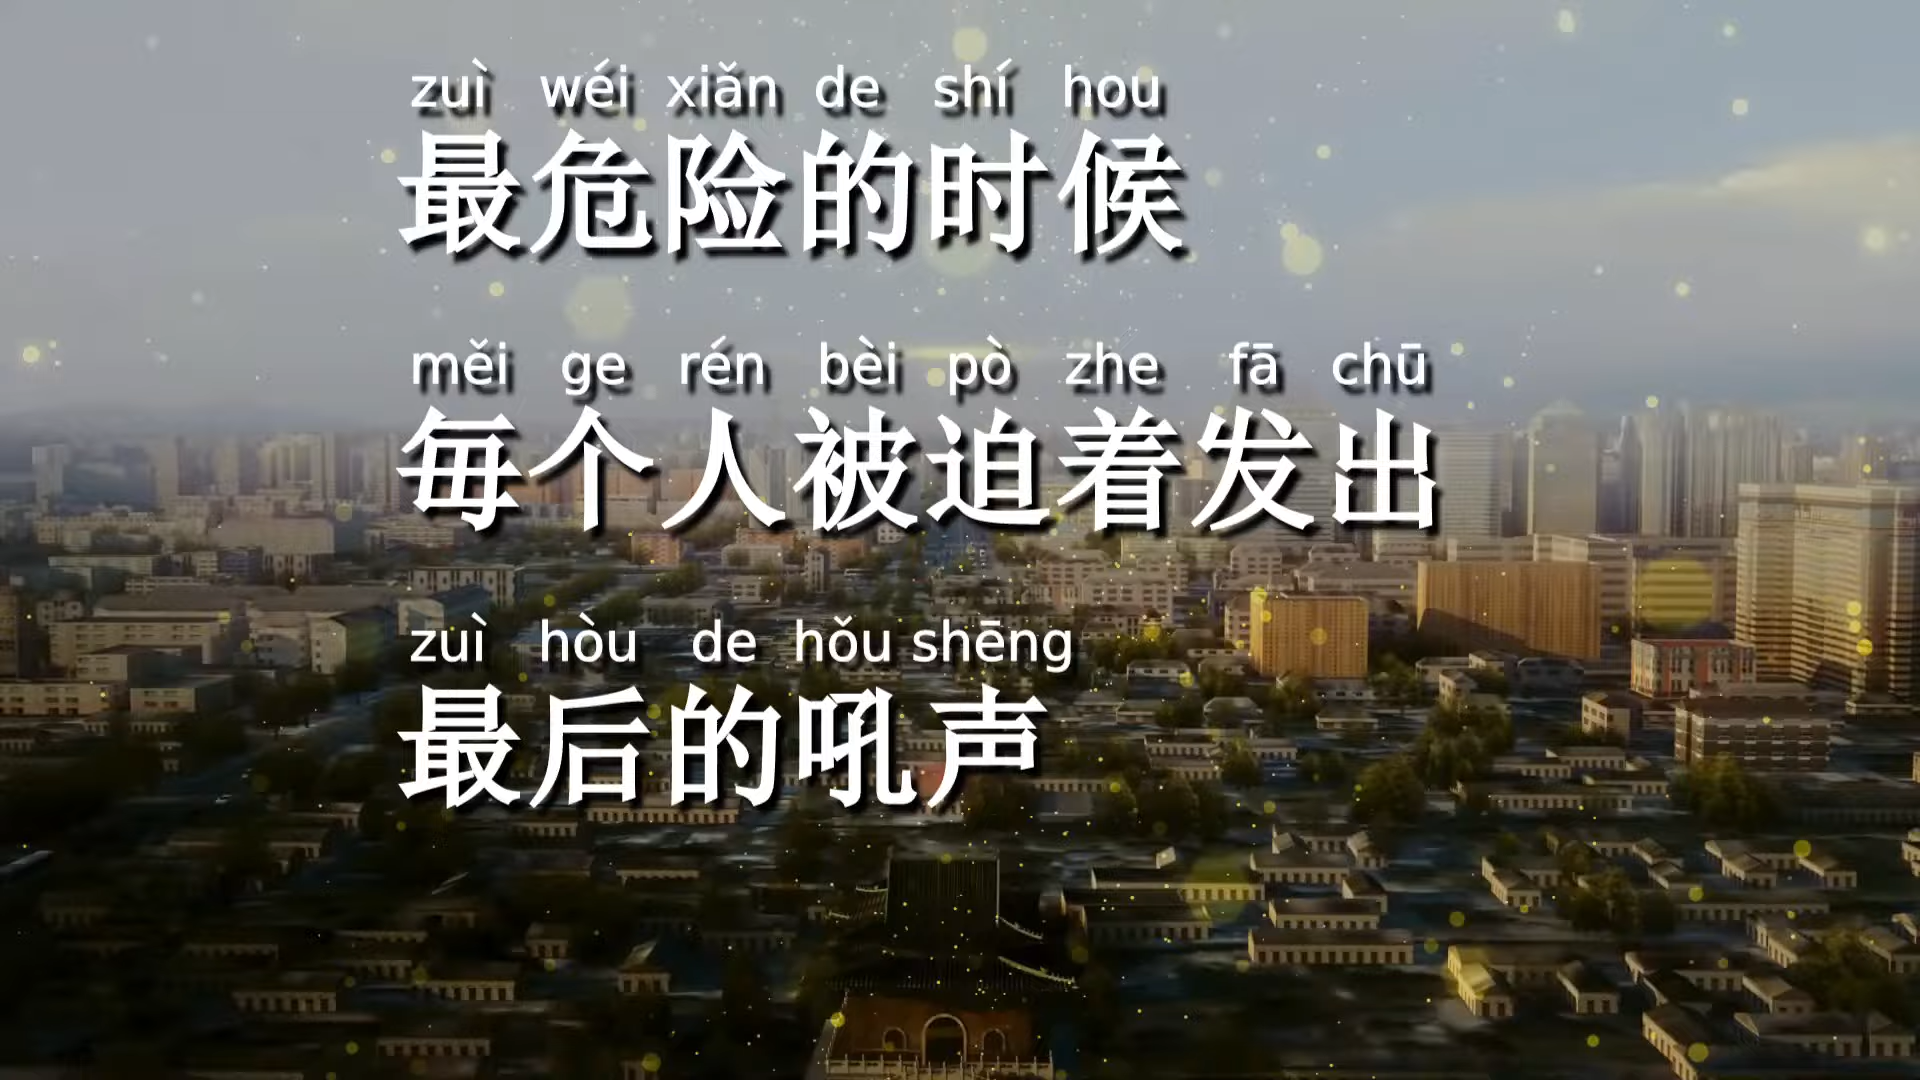 zuì wéi xiǎn de shí hou
最危险的时候
měi ge rén bèi pò zhe fā chū
每个人被迫着发出
zuì hòu de hǒu shēng
最后的吼声